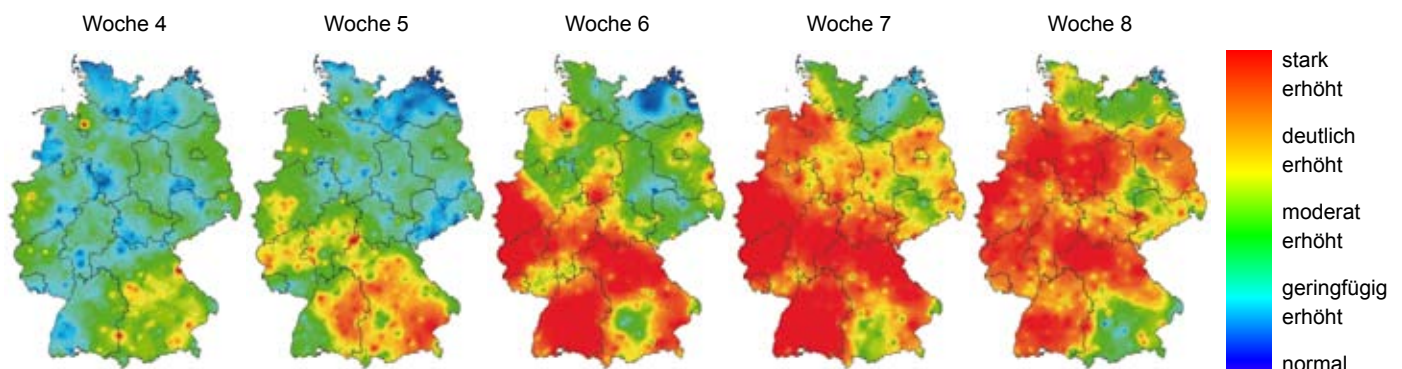 Woche 4
Woche 5
Woche 6
Woche 7
Woche 8
stark
erhöht
deutlich
erhöht
moderat
erhöht
geringfügig
erhöht
normal